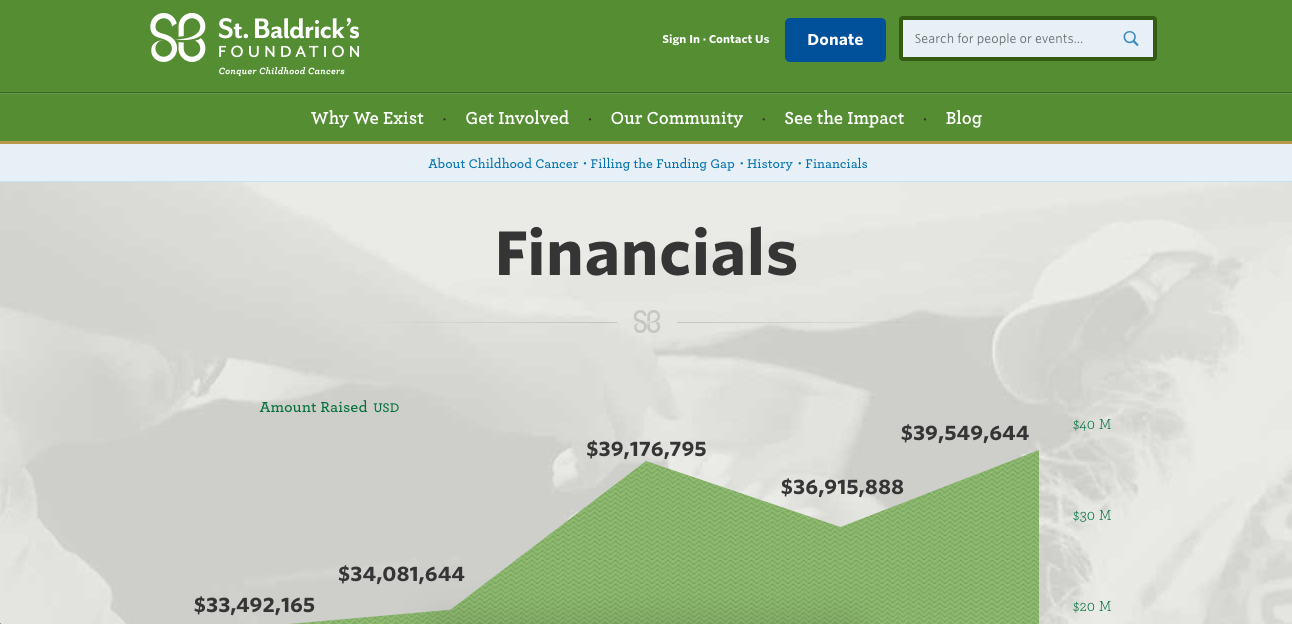 St. Baldrick's
FOUNDATION
Conquer Childhood Cancers
Sign In · Contact Us
Donate
Search for people or events...
Why We Exist · Get Involved · Our Community · See the Impact · Blog
About Childhood Cancer · Filling the Funding Gap · History · Financials
Financials
SB
Amount Raised USD
$39,549,644
$40 M
$39,176,795
$36,915,888
$30 M
$34,081,644
$33,492,165
$20 M